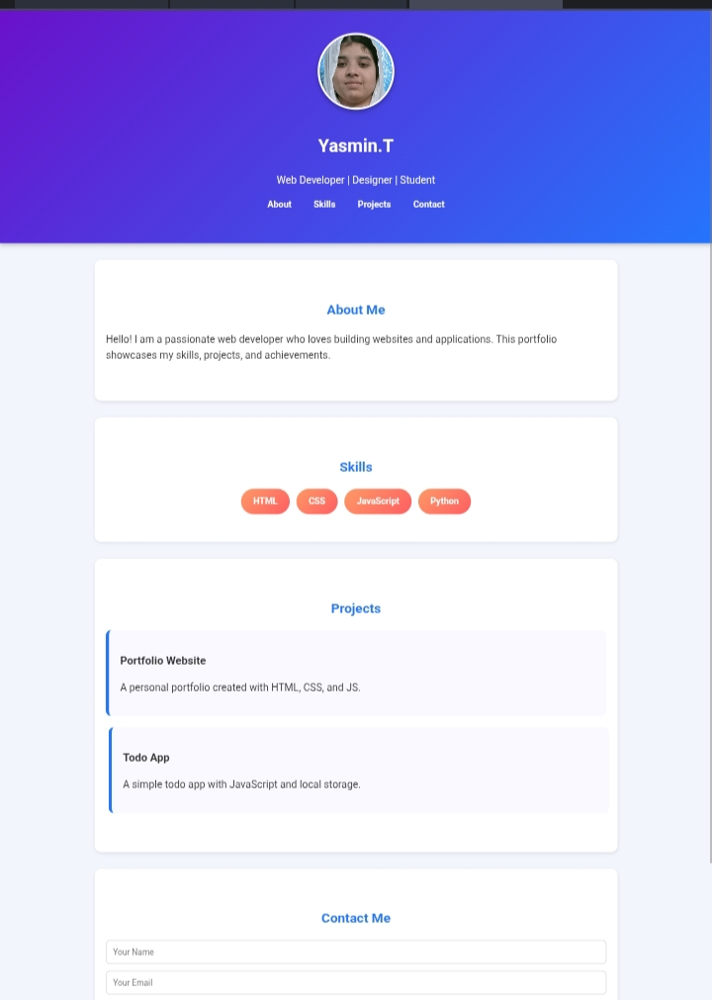 Yasmin.T
Web Developer | Designer | Student
About Skills Projects Contact
About Me
Hello! I am a passionate web developer who loves building websites and applications. This portfolio
showcases my skills, projects, and achievements.
Skills
HTML CSS JavaScript Python
Projects
Portfolio Website
A personal portfolio created with HTML, CSS, and JS.
Todo App
A simple todo app with JavaScript and local storage.
Contact Me
Your Name
Your Email